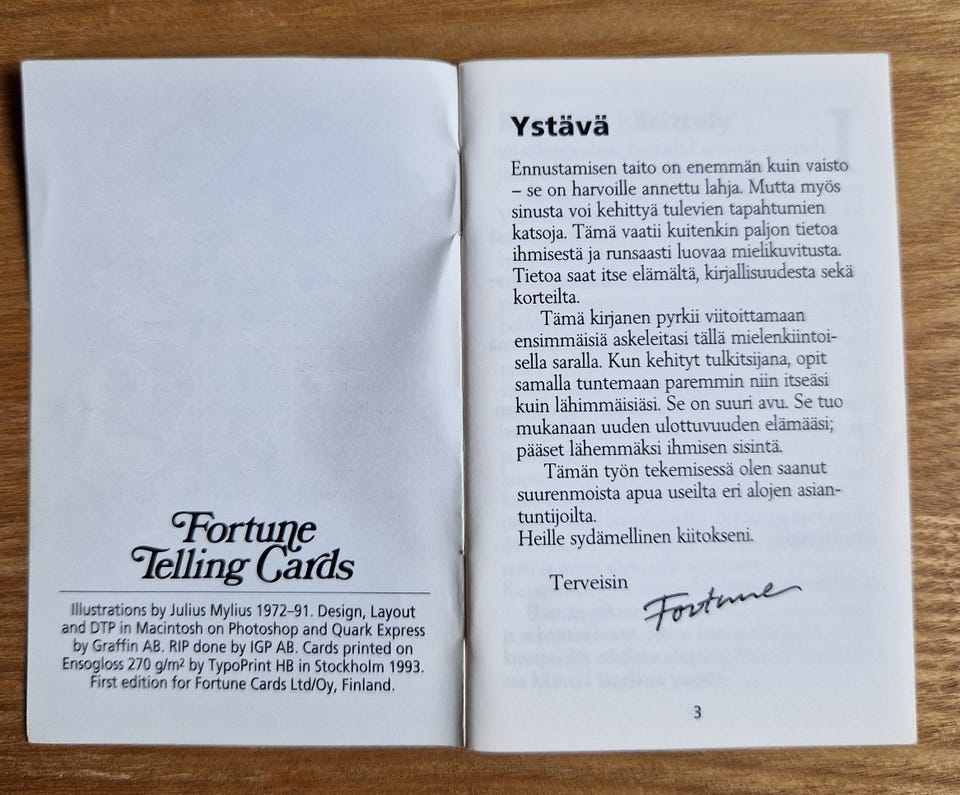 Fortune
Telling Cards
Illustrations by Julius Mylius 1972–91. Design, Layout
and DTP in Macintosh on Photoshop and Quark Express
by Graffin AB. RIP done by IGP AB. Cards printed on
Ensogloss 270 g/m² by TypoPrint HB in Stockholm 1993.
First edition for Fortune Cards Ltd/Oy, Finland.
Ystävä
Ennustamisen taito on enemmän kuin vaisto
– se on harvoille annettu lahja. Mutta myös
sinusta voi kehittyä tulevien tapahtumien
katsoja. Tämä vaatii kuitenkin paljon tietoa
ihmisestä ja runsaasti luovaa mielikuvitusta.
Tietoa saat itse elämältä, kirjallisuudesta sekä
korteilta.
Tämä kirjanen pyrkii viitoittamaan
ensimmäisiä askeleitasi tällä mielenkiintoi-
sella saralla. Kun kehityt tulkitsijana, opit
samalla tuntemaan paremmin niin itseäsi
kuin lähimmäisiäsi. Se on suuri avu. Se tuo
mukanaan uuden ulottuvuuden elämääsi;
pääset lähemmäksi ihmisen sisintä.
Tämän työn tekemisessä olen saanut
suurenmoista apua useilta eri alojen asian-
tuntijoilta.
Heille sydämellinen kiitokseni.
Terveisin
Fortune
3